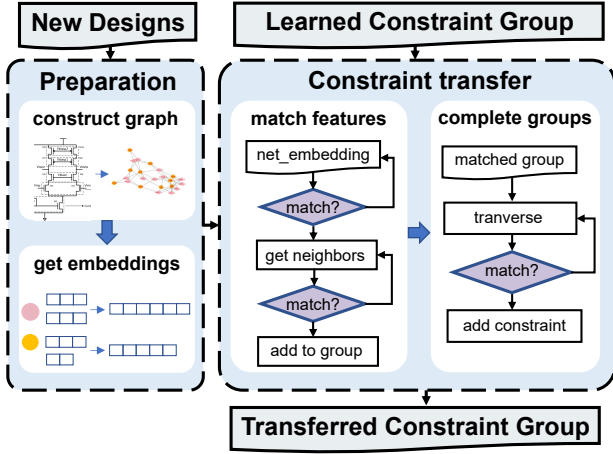 New Designs
Learned Constraint Group
Preparation
construct graph
get embeddings
Constraint transfer
match features
net_embedding
match?
get neighbors
match?
add to group
complete groups
matched group
tranverse
match?
add constraint
Transferred Constraint Group